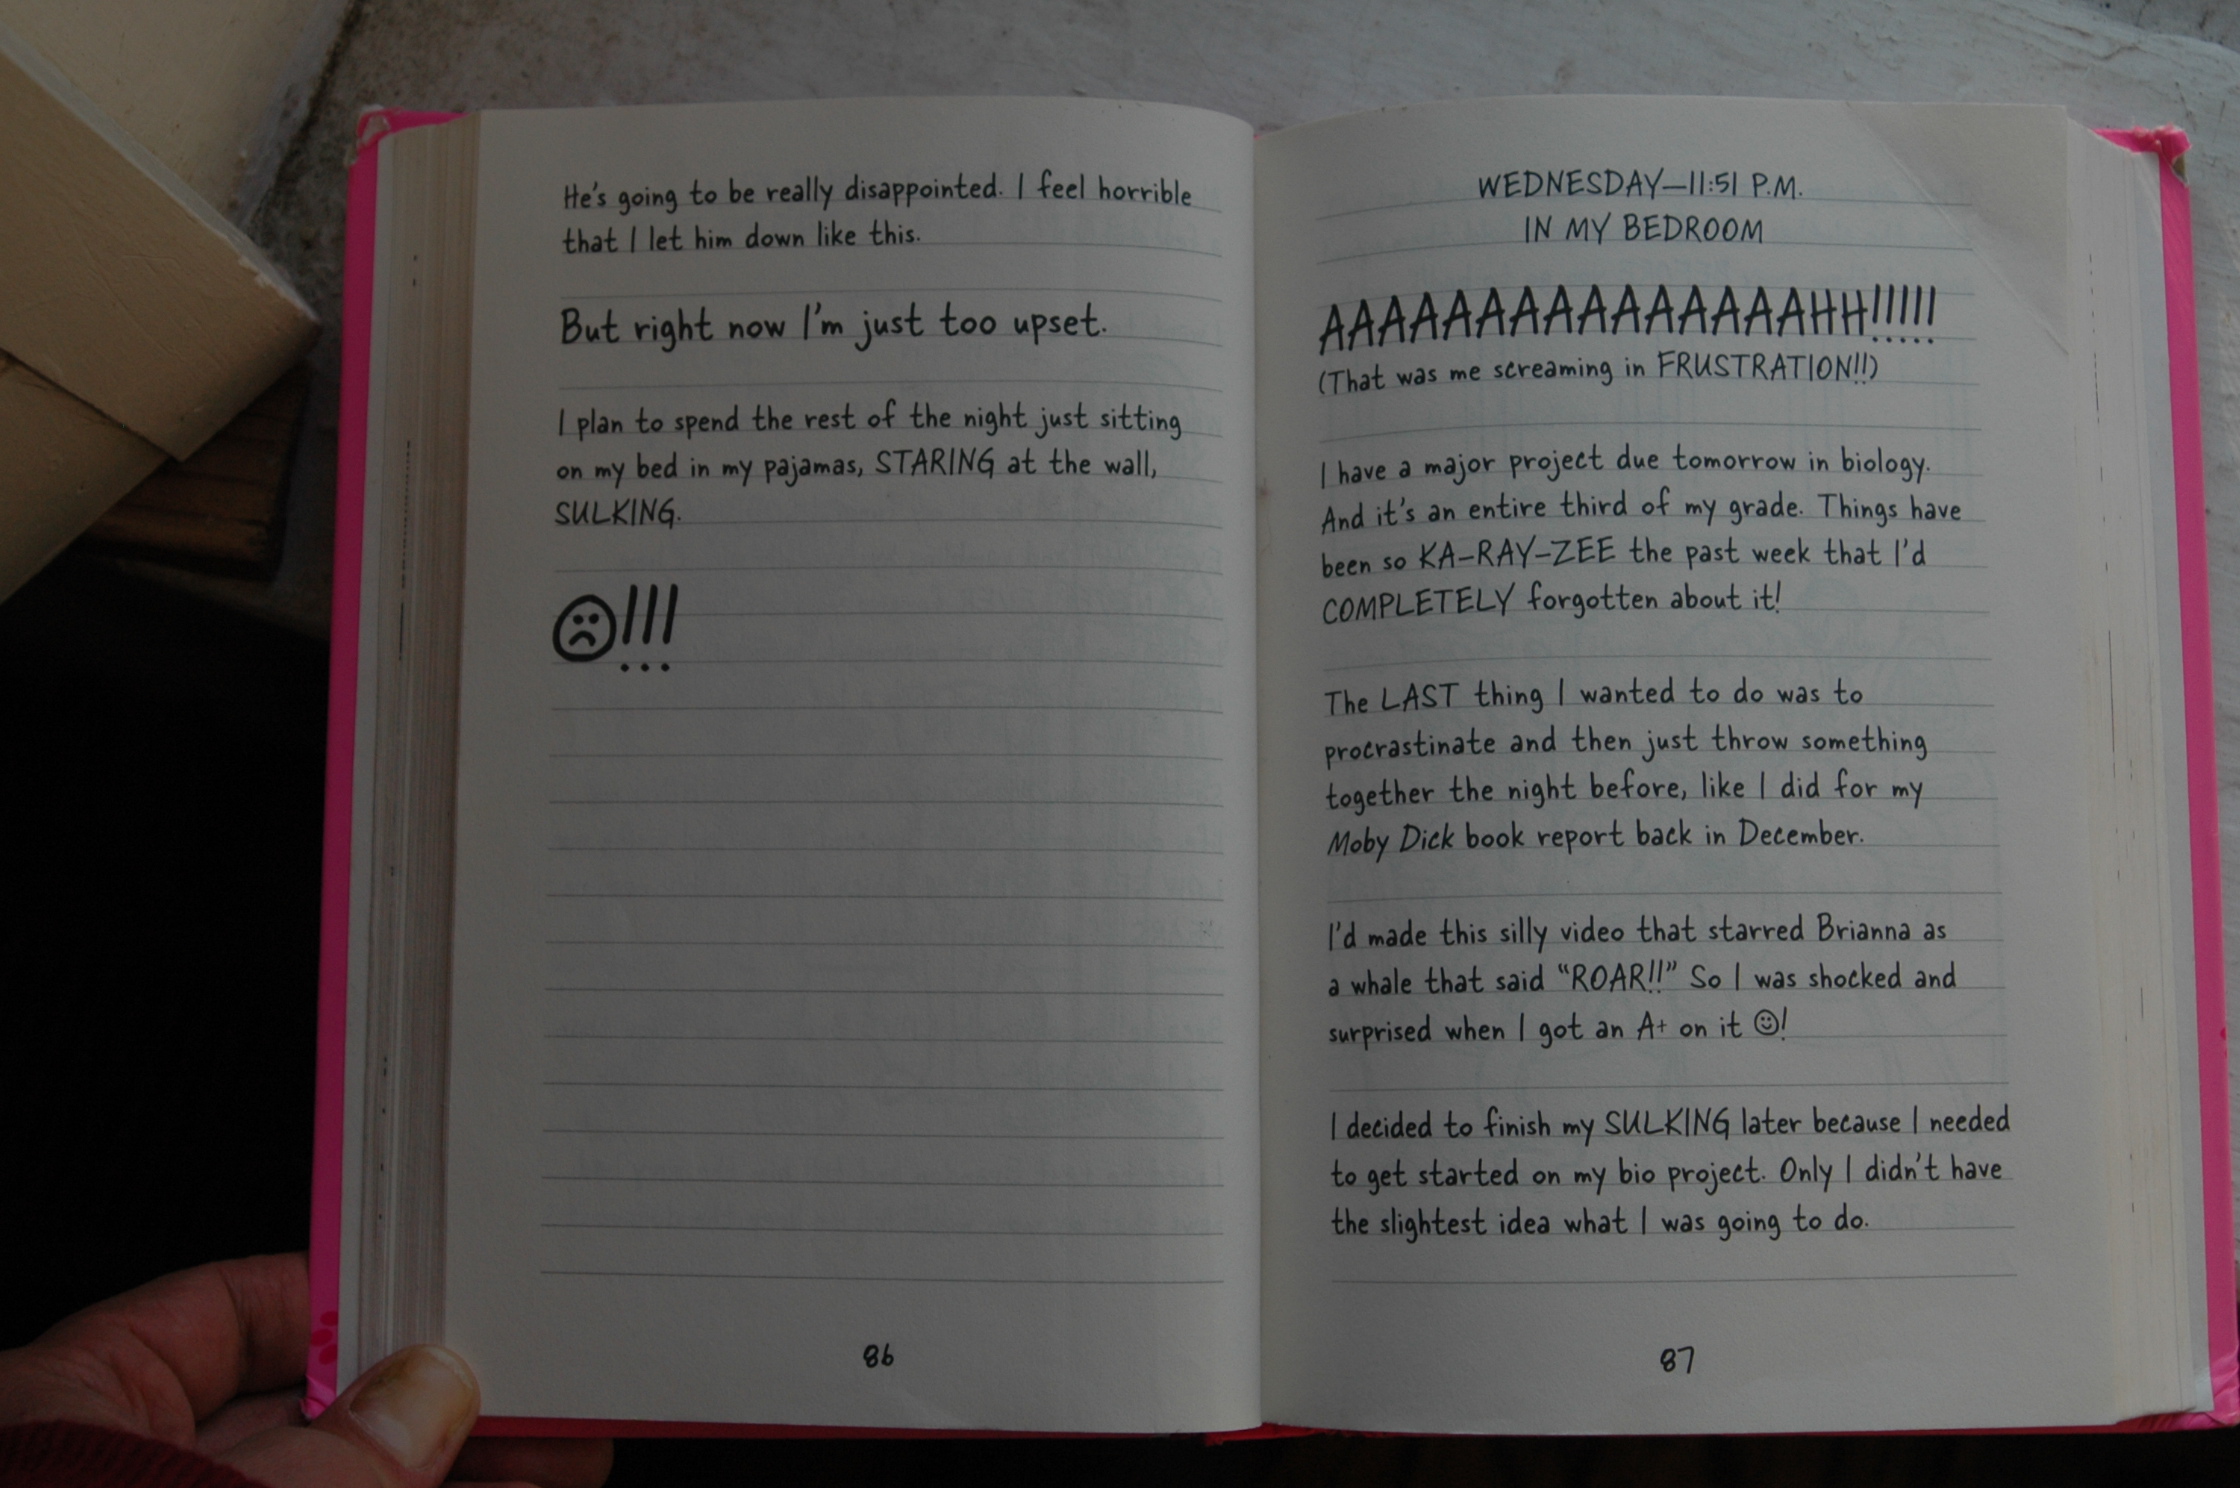 He's going to be really disappointed. I feel horrible
that I let him down like this.
But right now I'm just too upset.
I plan to spend the rest of the night just sitting
on my bed in my pajamas, STARING at the wall,
SULKING.
☹!!!
86
WEDNESDAY—11:51 P.M.
IN MY BEDROOM
AAAAAAAAAAAAAAAHH!!!!!
(That was me screaming in FRUSTRATION!!)
I have a major project due tomorrow in biology.
And it's an entire third of my grade. Things have
been so KA-RAY-ZEE the past week that I'd
COMPLETELY forgotten about it!
The LAST thing I wanted to do was to
procrastinate and then just throw something
together the night before, like I did for my
Moby Dick book report back in December.
I'd made this silly video that starred Brianna as
a whale that said “ROAR!!” So I was shocked and
surprised when I got an A+ on it ☺!
I decided to finish my SULKING later because I needed
to get started on my bio project. Only I didn't have
the slightest idea what I was going to do.
87